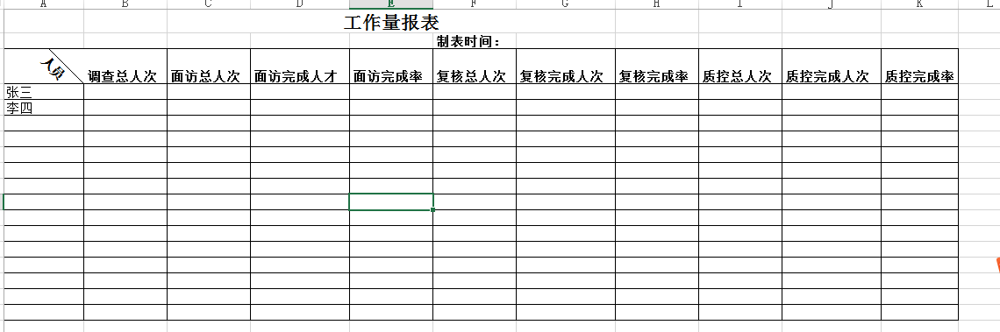 A B C D E F G H I J K L
工作量报表
制表时间：
人员 调查总人次 面访总人次 面访完成人才 面访完成率 复核总人次 复核完成人次 复核完成率 质控总人次 质控完成人次 质控完成率
张三
李四